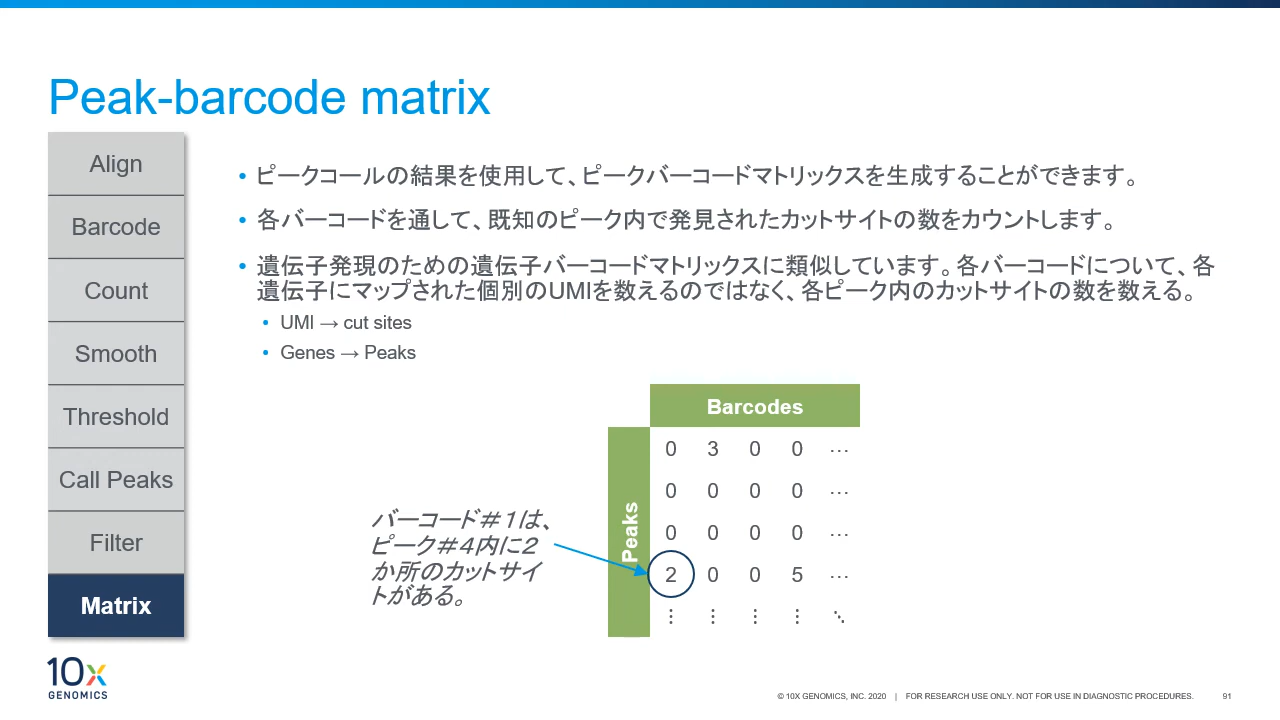 Peak-barcode matrix
Align
Barcode
Count
Smooth
Threshold
Call Peaks
Filter
Matrix
• ピークコールの結果を使用して、ピークバーコードマトリックスを生成することができます。
• 各バーコードを通して、既知のピーク内で発見されたカットサイトの数をカウントします。
• 遺伝子発現のための遺伝子バーコードマトリックスに類似しています。各バーコードについて、各
遺伝子にマップされた個別のUMIを数えるのではなく、各ピーク内のカットサイトの数を数える。
• UMI → cut sites
• Genes → Peaks
Barcodes
Peaks
0 3 0 0 …
0 0 0 0 …
0 0 0 0 …
2 0 0 5 …
⋮ ⋮ ⋮ ⋮ ⋱
バーコード＃１は、
ピーク＃４内に２
か所のカットサイ
トがある。
10x
GENOMICS
© 10X GENOMICS, INC. 2020 | FOR RESEARCH USE ONLY. NOT FOR USE IN DIAGNOSTIC PROCEDURES. 91